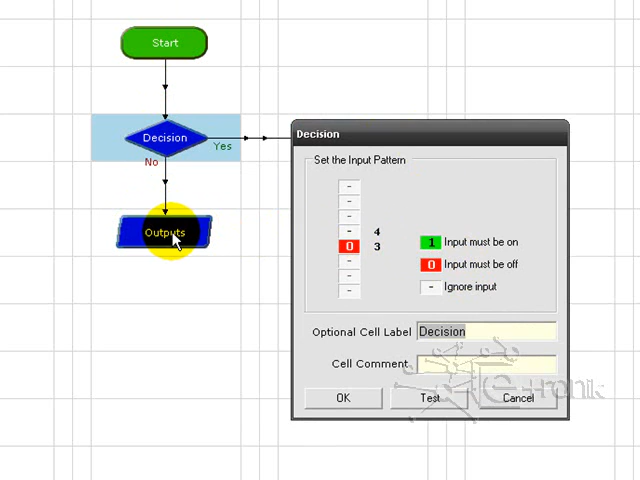 Start
Decision
Yes
No
Outputs
Decision
Set the Input Pattern
-
-
-
- 4
0 3
-
-
-
1 Input must be on
0 Input must be off
- Ignore input
Optional Cell Label Decision
Cell Comment
OK Test Cancel
E-tronik